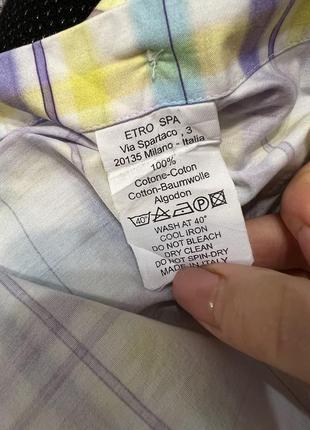 ETRO SPA
Via Spartaco , 3
20135 Milano - Italia
100%
Cotone-Coton
Cotton-Baumwolle
Algodon
40° P
WASH AT 40°
COOL IRON
DO NOT BLEACH
DRY CLEAN
DO NOT SPIN-DRY
MADE IN ITALY